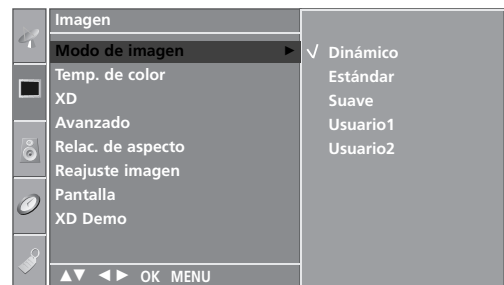 Imagen
Modo de imagen ►
Temp. de color
XD
Avanzado
Relac. de aspecto
Reajuste imagen
Pantalla
XD Demo
▲▼ ◄► OK MENU
√ Dinámico
Estándar
Suave
Usuario1
Usuario2